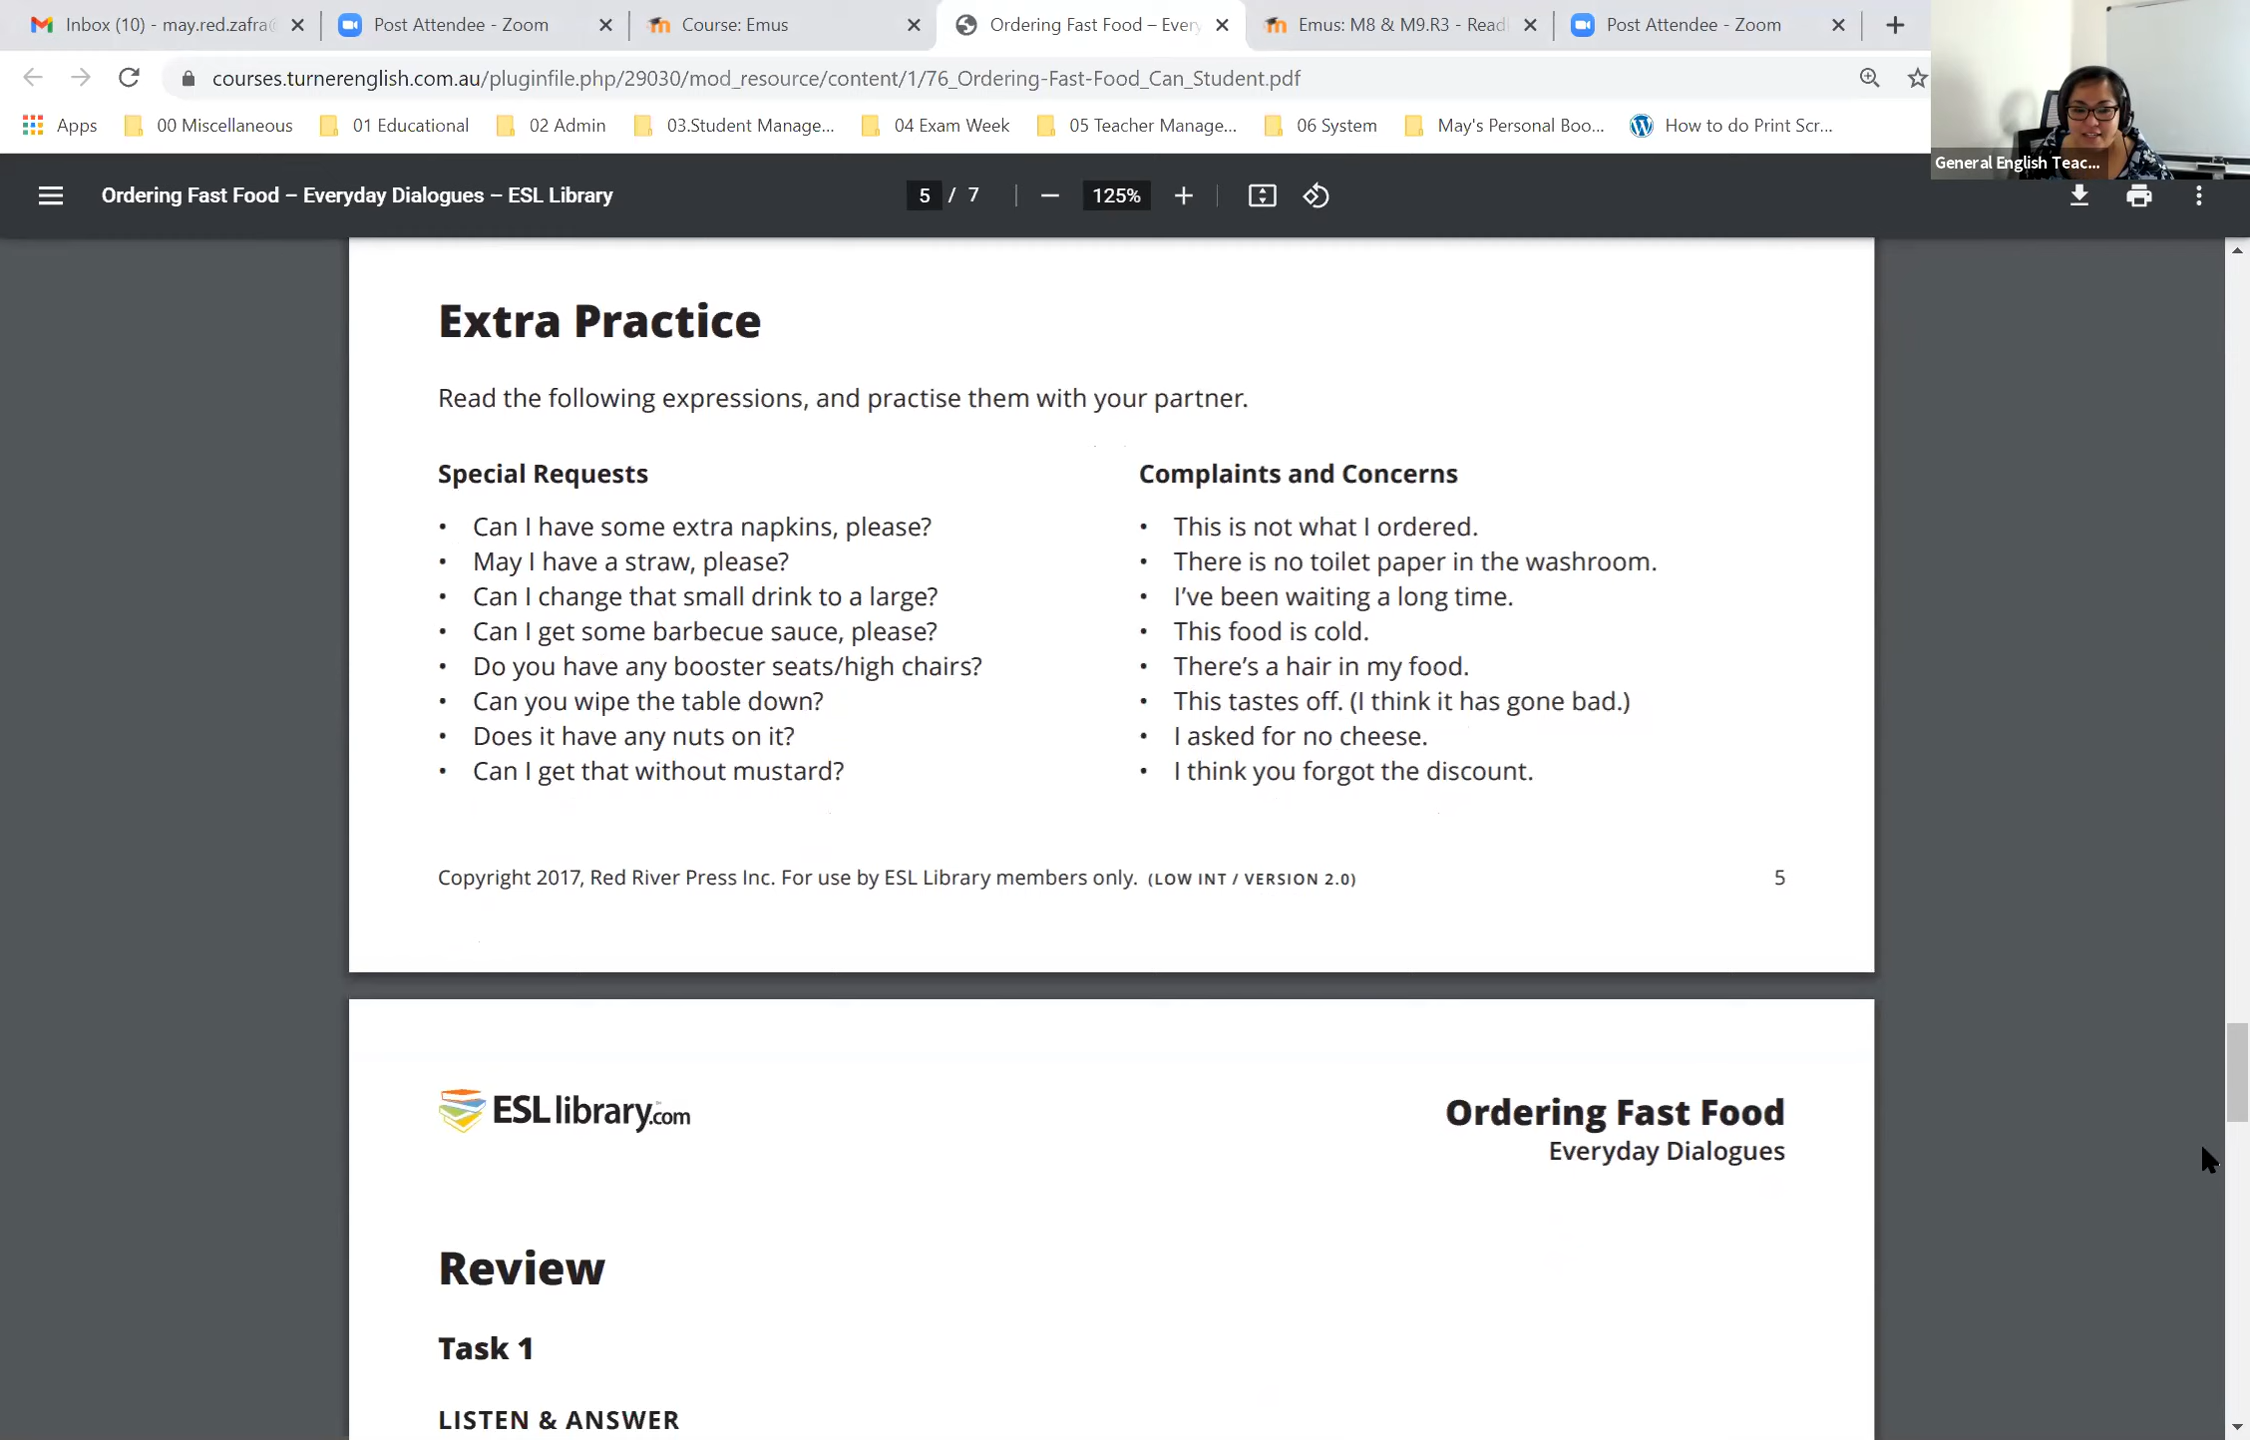 Inbox (10) - may.red.zafra@
Post Attendee - Zoom
Course: Emus
Ordering Fast Food – Every
Emus: M8 & M9.R3 - Readi
Post Attendee - Zoom
courses.turnerenglish.com.au/pluginfile.php/29030/mod_resource/content/1/76_Ordering-Fast-Food_Can_Student.pdf
Apps
00 Miscellaneous
01 Educational
02 Admin
03.Student Manage...
04 Exam Week
05 Teacher Manage...
06 System
May's Personal Boo...
How to do Print Scr...
General English Teac...
Ordering Fast Food – Everyday Dialogues – ESL Library
5 / 7
125%
Extra Practice
Read the following expressions, and practise them with your partner.
Special Requests
• Can I have some extra napkins, please?
• May I have a straw, please?
• Can I change that small drink to a large?
• Can I get some barbecue sauce, please?
• Do you have any booster seats/high chairs?
• Can you wipe the table down?
• Does it have any nuts on it?
• Can I get that without mustard?
Complaints and Concerns
• This is not what I ordered.
• There is no toilet paper in the washroom.
• I've been waiting a long time.
• This food is cold.
• There's a hair in my food.
• This tastes off. (I think it has gone bad.)
• I asked for no cheese.
• I think you forgot the discount.
Copyright 2017, Red River Press Inc. For use by ESL Library members only. (LOW INT / VERSION 2.0)
5
ESL library.com
Ordering Fast Food
Everyday Dialogues
Review
Task 1
LISTEN & ANSWER